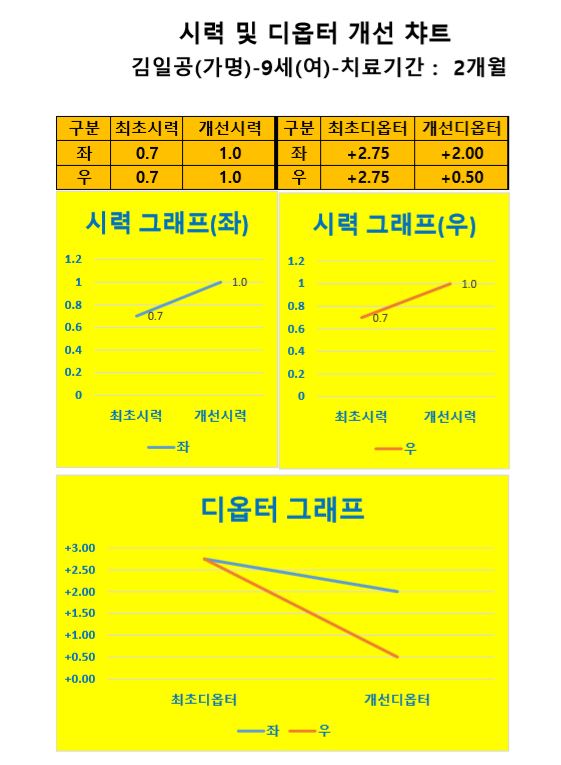 시력 및 디옵터 개선 챠트
김일공(가명)-9세(여)-치료기간 : 2개월
구분 최초시력 개선시력 구분 최초디옵터 개선디옵터
좌 0.7 1.0 좌 +2.75 +2.00
우 0.7 1.0 우 +2.75 +0.50
시력 그래프(좌)
1.2
1
0.8
0.6
0.4
0.2
0
0.7
1.0
최초시력 개선시력
좌
시력 그래프(우)
1.2
1
0.8
0.6
0.4
0.2
0
0.7
1.0
최초시력 개선시력
우
디옵터 그래프
+3.00
+2.50
+2.00
+1.50
+1.00
+0.50
+0.00
최초디옵터 개선디옵터
좌 우